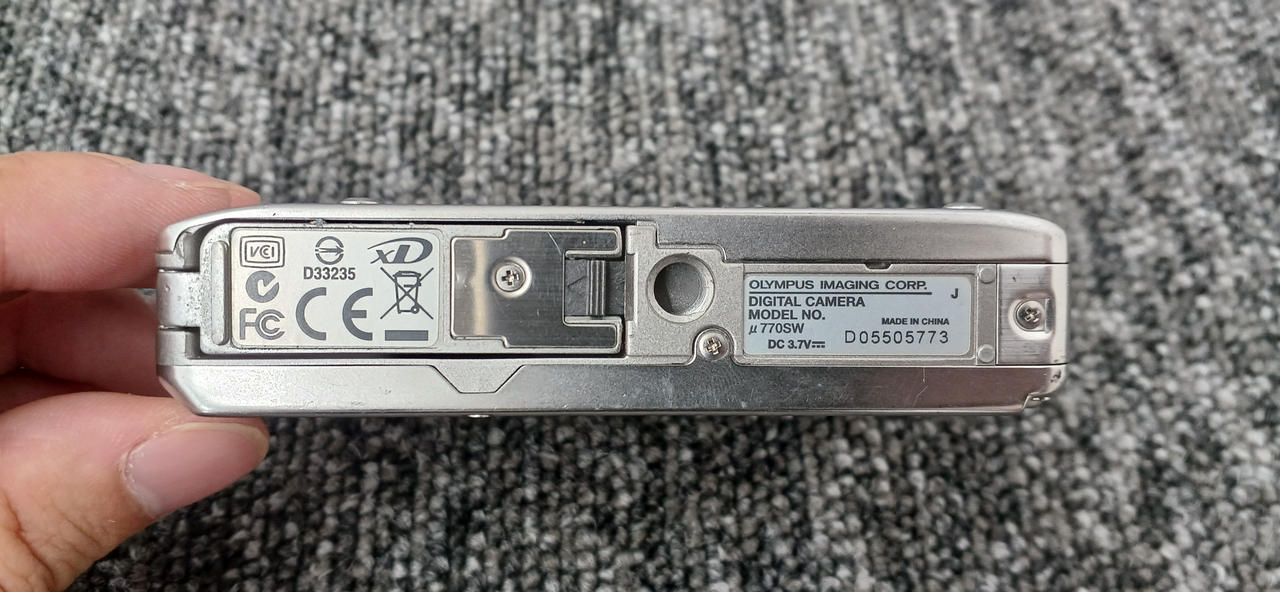 VCI
D33235
xD
FC
CE
OLYMPUS IMAGING CORP.
J
DIGITAL CAMERA
MODEL NO.
μ770SW
MADE IN CHINA
DC 3.7V⎓
D05505773